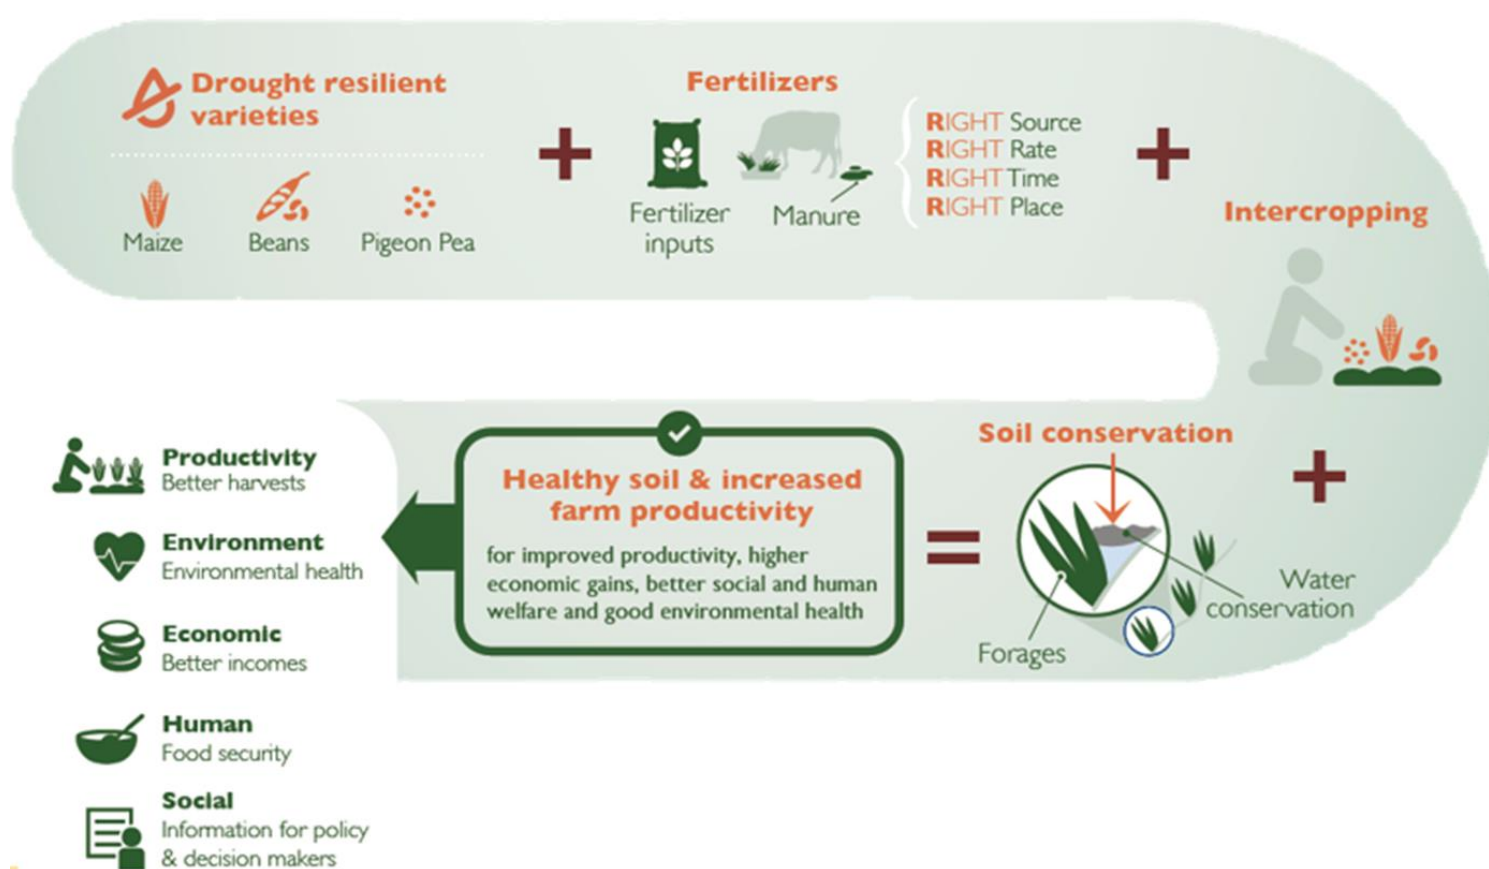 Drought resilient
varieties
Maize
Beans
Pigeon Pea
Fertilizers
Fertilizer
inputs
Manure
RIGHT Source
RIGHT Rate
RIGHT Time
RIGHT Place
Intercropping
Soil conservation
Water
conservation
Forages
Healthy soil & increased
farm productivity
for improved productivity, higher
economic gains, better social and human
welfare and good environmental health
Productivity
Better harvests
Environment
Environmental health
Economic
Better incomes
Human
Food security
Social
Information for policy
& decision makers